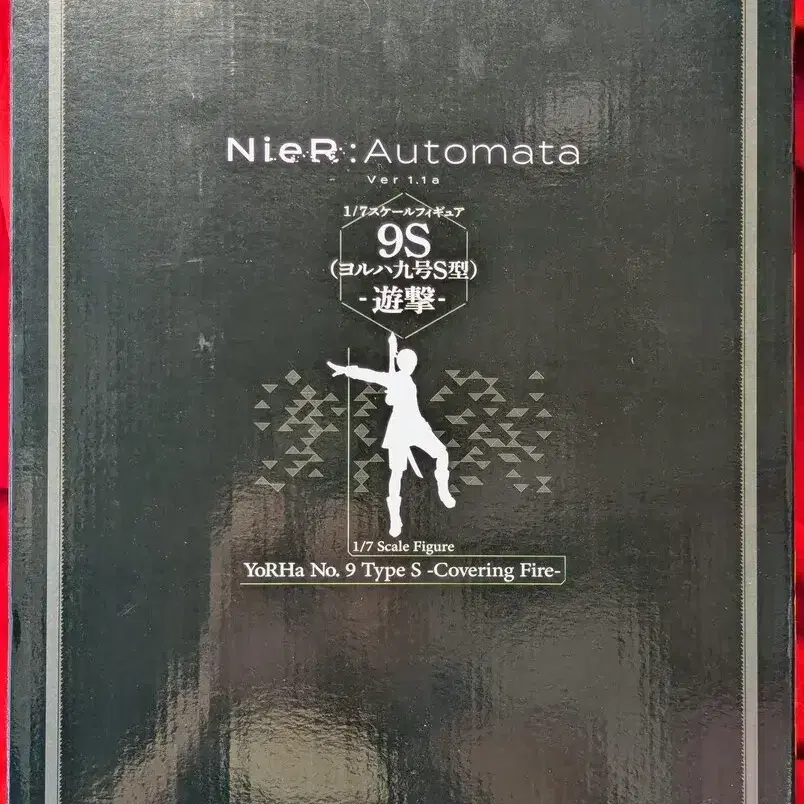 NieR:Automata
Ver 1.1a
1/7スケールフィギュア
9S
(ヨルハ九号S型)
-遊撃-
1/7 Scale Figure
YoRHa No. 9 Type S -Covering Fire-